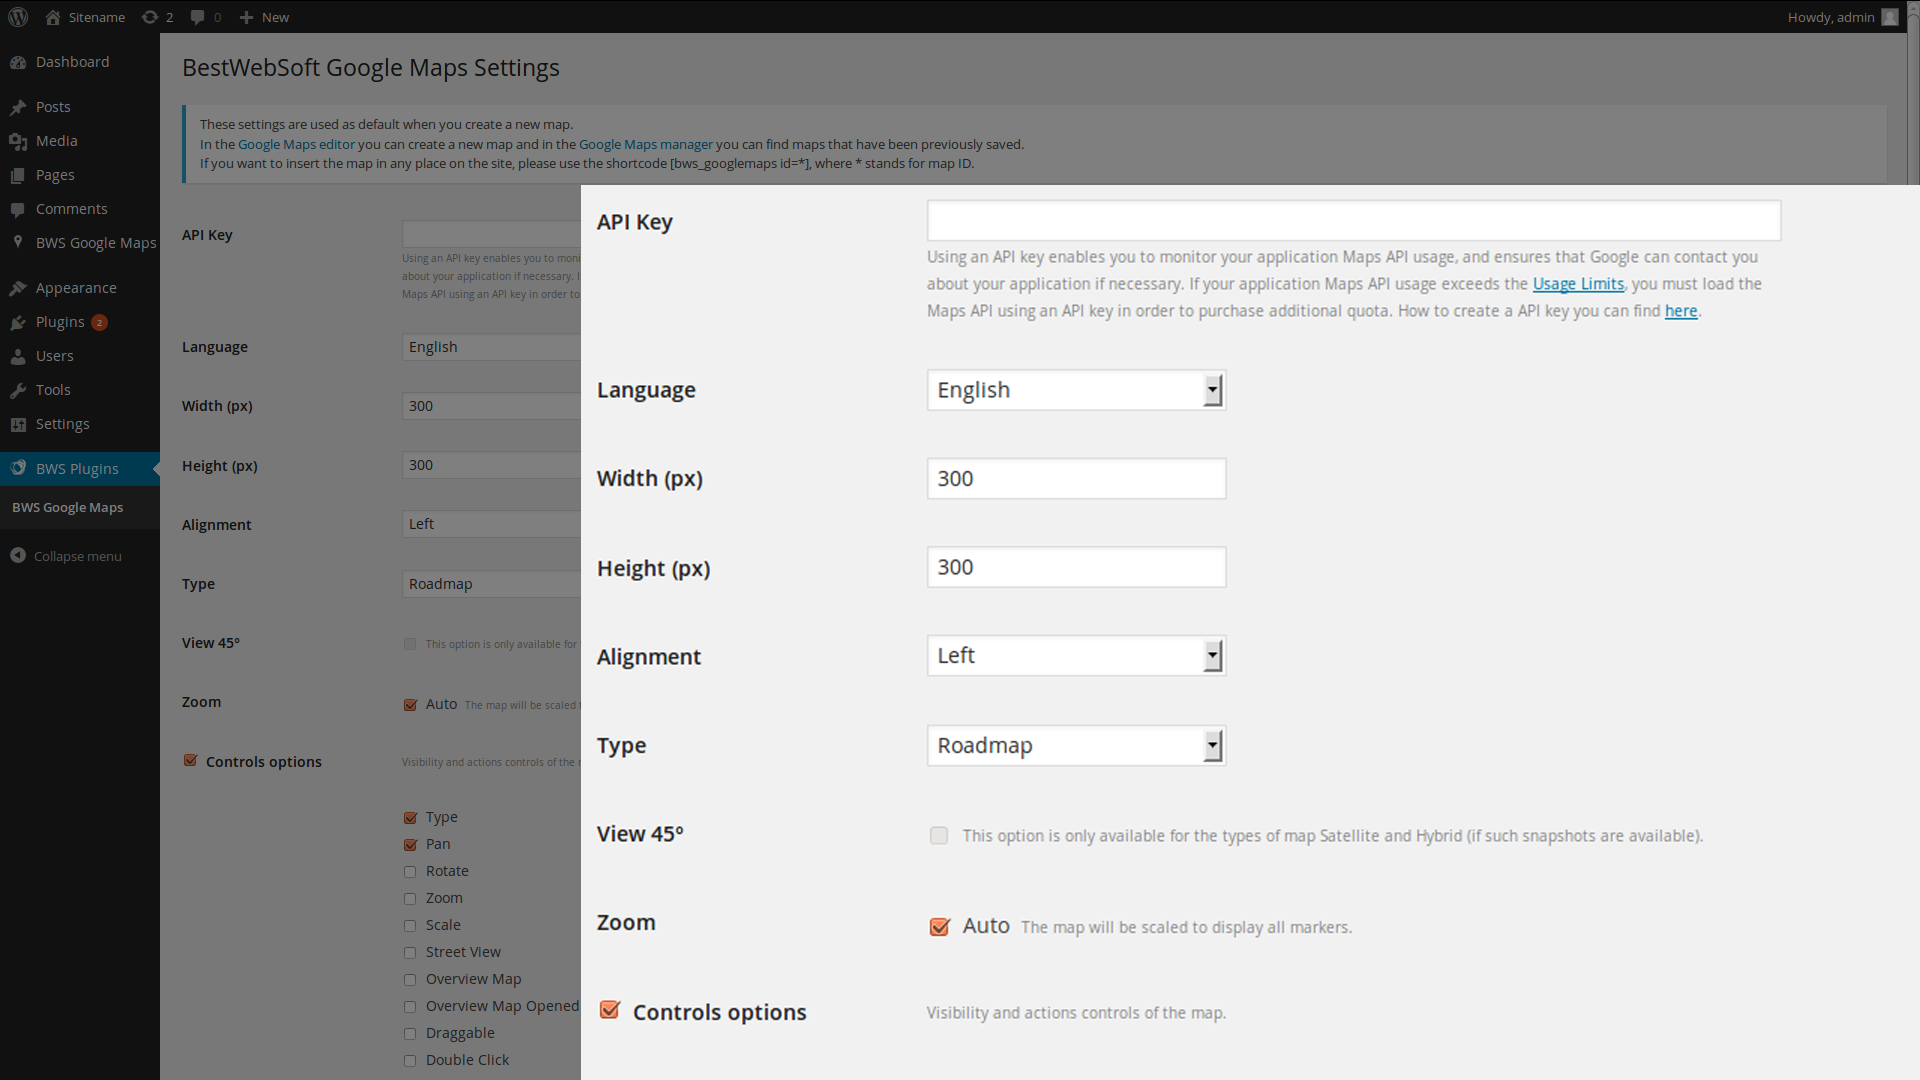 Sitename
2
0
New
Howdy, admin
Dashboard
Posts
Media
Pages
Comments
BWS Google Maps
Appearance
Plugins 2
Users
Tools
Settings
BWS Plugins
BWS Google Maps
Collapse menu
BestWebSoft Google Maps Settings
These settings are used as default when you create a new map.
In the Google Maps editor you can create a new map and in the Google Maps manager you can find maps that have been previously saved.
If you want to insert the map in any place on the site, please use the shortcode [bws_googlemaps id=*], where * stands for map ID.
API Key
Using an API key enables you to moni
about your application if necessary. I
Maps API using an API key in order to
Language
English
Width (px)
300
Height (px)
300
Alignment
Left
Type
Roadmap
View 45°
This option is only available for
Zoom
Auto The map will be scaled t
Controls options
Visibility and actions controls of the
Type
Pan
Rotate
Zoom
Scale
Street View
Overview Map
Overview Map Opened
Draggable
Double Click
API Key
Using an API key enables you to monitor your application Maps API usage, and ensures that Google can contact you
about your application if necessary. If your application Maps API usage exceeds the Usage Limits, you must load the
Maps API using an API key in order to purchase additional quota. How to create a API key you can find here.
Language
English
Width (px)
300
Height (px)
300
Alignment
Left
Type
Roadmap
View 45°
This option is only available for the types of map Satellite and Hybrid (if such snapshots are available).
Zoom
Auto The map will be scaled to display all markers.
Controls options
Visibility and actions controls of the map.